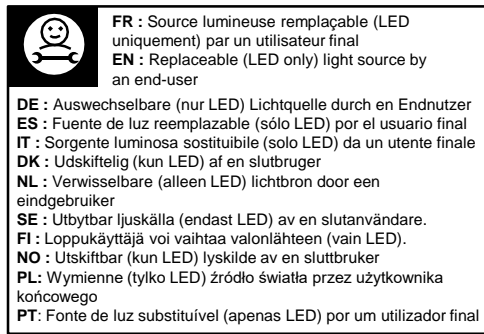 FR : Source lumineuse remplaçable (LED
uniquement) par un utilisateur final
EN : Replaceable (LED only) light source by
an end-user
DE : Auswechselbare (nur LED) Lichtquelle durch en Endnutzer
ES : Fuente de luz reemplazable (sólo LED) por el usuario final
IT : Sorgente luminosa sostituibile (solo LED) da un utente finale
DK : Udskiftelig (kun LED) af en slutbruger
NL : Verwisselbare (alleen LED) lichtbron door een
eindgebruiker
SE : Utbytbar ljuskälla (endast LED) av en slutanvändare.
FI : Loppukäyttäjä voi vaihtaa valonlähteen (vain LED).
NO : Utskiftbar (kun LED) lyskilde av en sluttbruker
PL: Wymienne (tylko LED) źródło światła przez użytkownika
końcowego
PT: Fonte de luz substituível (apenas LED) por um utilizador final